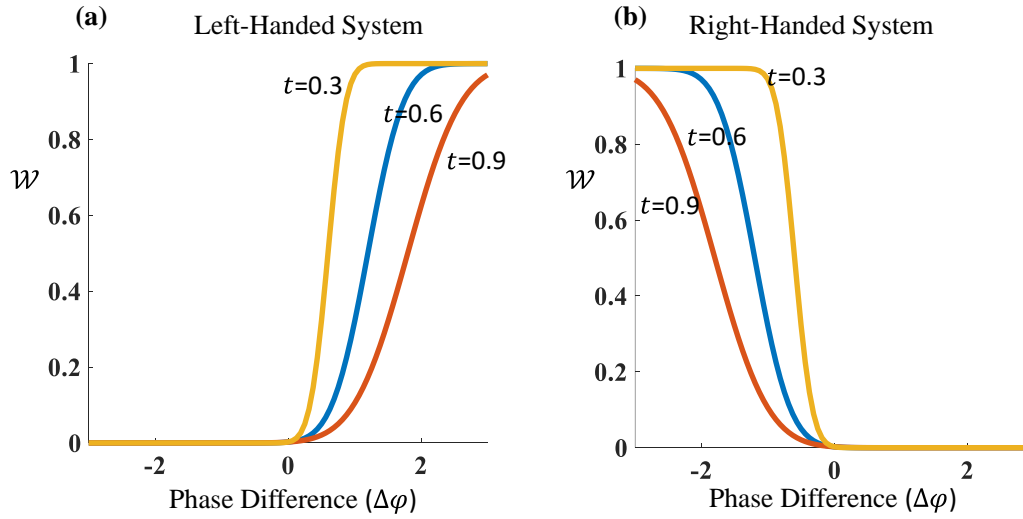 (a)
Left-Handed System
1
0.8
0.6
0.4
0.2
0
𝒲
t=0.3
t=0.6
t=0.9
-2 0 2
Phase Difference (Δφ)
(b)
Right-Handed System
1
0.8
0.6
0.4
0.2
0
𝒲
t=0.3
t=0.6
t=0.9
-2 0 2
Phase Difference (Δφ)